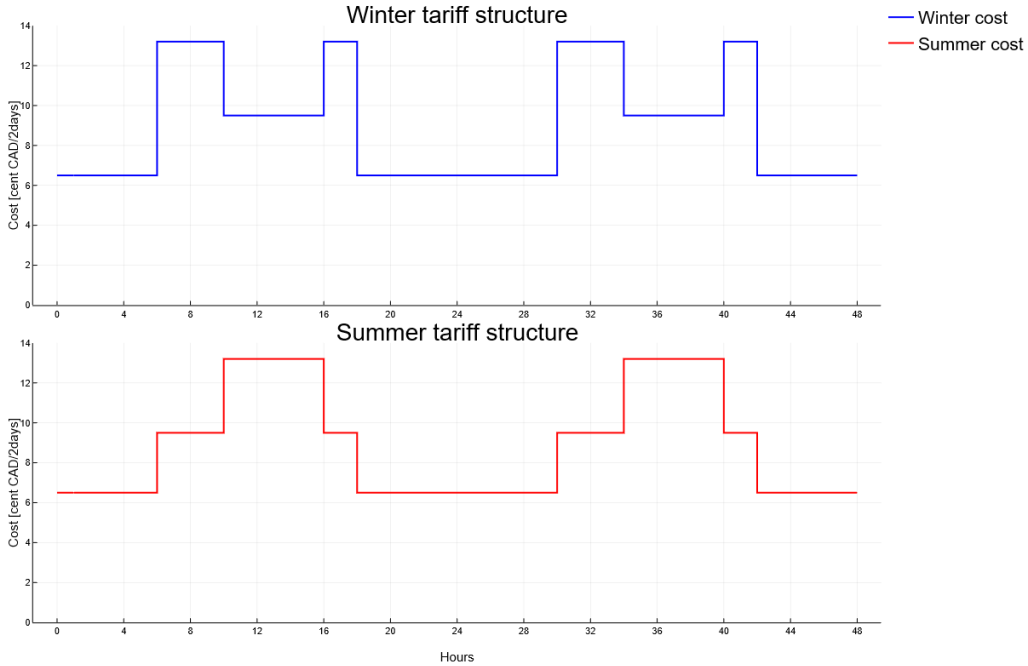 Winter tariff structure
Winter cost
Summer cost
Cost [cent CAD/2days]
14
12
10
8
6
4
2
0
0 4 8 12 16 20 24 28 32 36 40 44 48
Summer tariff structure
Cost [cent CAD/2days]
14
12
10
8
6
4
2
0
0 4 8 12 16 20 24 28 32 36 40 44 48
Hours